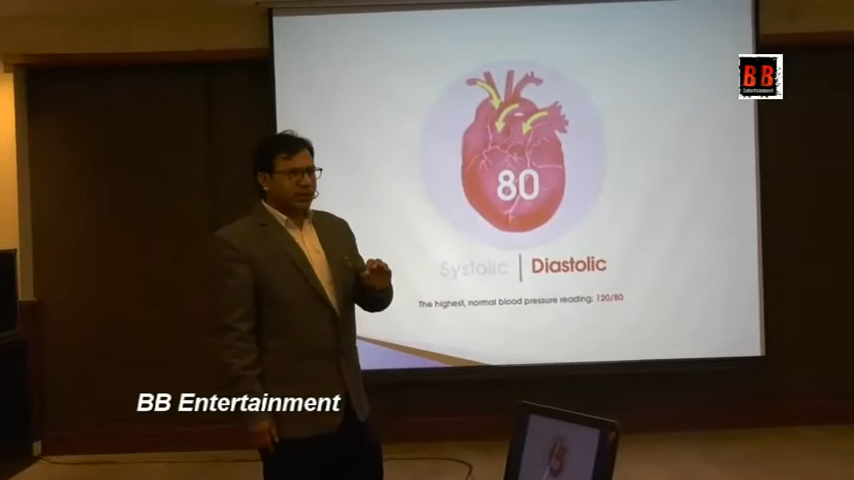 BB
Entertainment
80
Systolic | Diastolic
The highest, normal blood pressure reading: 120/80
BB Entertainment